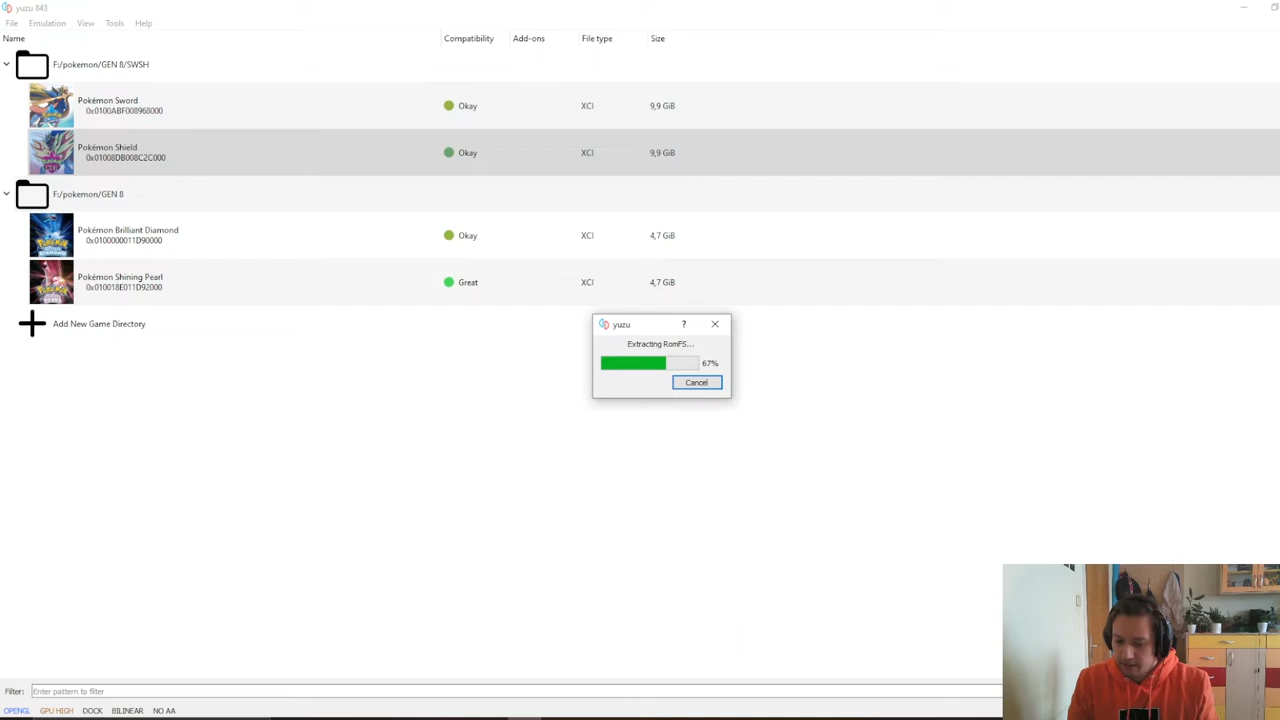 yuzu 843
File Emulation View Tools Help
Name Compatibility Add-ons File type Size
F:/pokemon/GEN 8/SWSH
Pokémon Sword
0x0100ABF008968000 Okay XCI 9,9 GiB
Pokémon Shield
0x01008DB008C2C000 Okay XCI 9,9 GiB
F:/pokemon/GEN 8
Pokémon Brilliant Diamond
0x0100000011D90000 Okay XCI 4,7 GiB
Pokémon Shining Pearl
0x010018E011D92000 Great XCI 4,7 GiB
Add New Game Directory
yuzu ?
Extracting RomFS...
67%
Cancel
Filter: Enter pattern to filter
OPENGL GPU HIGH DOCK BILINEAR NO AA